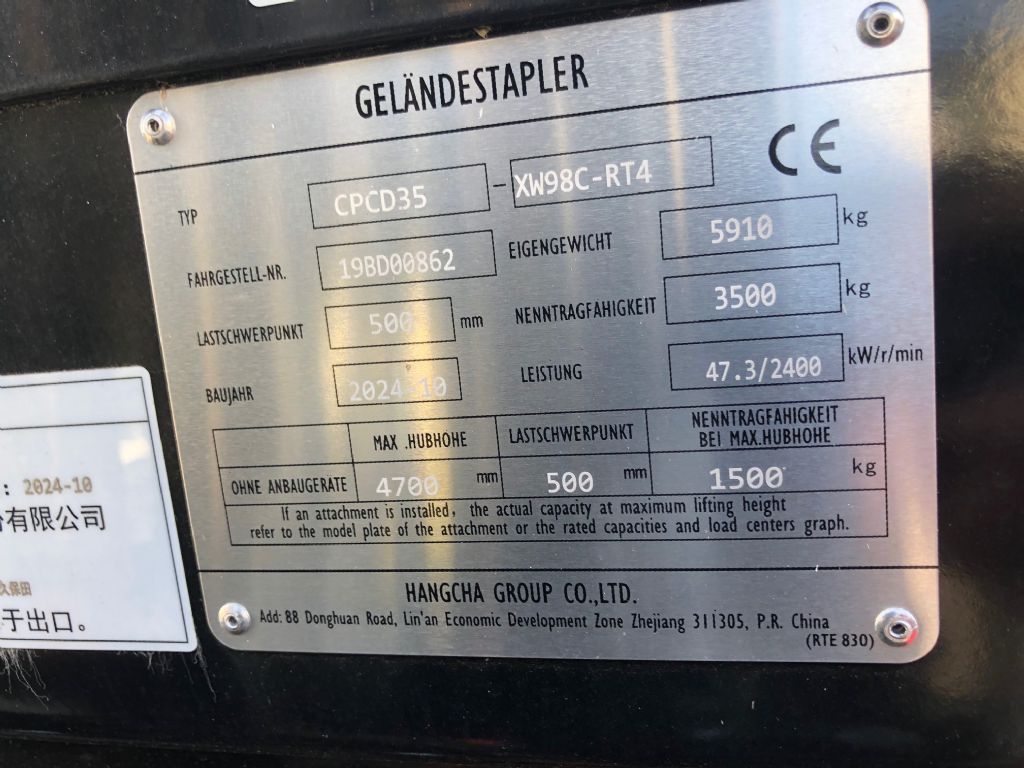 GELÄNDESTAPLER
CE
TYP CPCD35 - XW98C-RT4
FAHRGESTELL-NR. 19BD00862 EIGENGEWICHT 5910 kg
LASTSCHWERPUNKT 500 mm NENNTRAGFAHIGKEIT 3500 kg
BAUJAHR 2024-10 LEISTUNG 47.3/2400 kW/r/min
MAX .HUBHOHE LASTSCHWERPUNKT NENNTRAGFAHIGKEIT
BEI MAX.HUBHOHE
OHNE ANBAUGERÄTE 4700 mm 500 mm 1500 kg
If an attachment is installed, the actual capacity at maximum lifting height
refer to the model plate of the attachment or the rated capacities and load centers graph.
HANGCHA GROUP CO.,LTD.
Add: 88 Donghuan Road, Lin'an Economic Development Zone Zhejiang 311305, P.R. China
(RTE 830)
: 2024-10
有限公司
久保田
于出口。